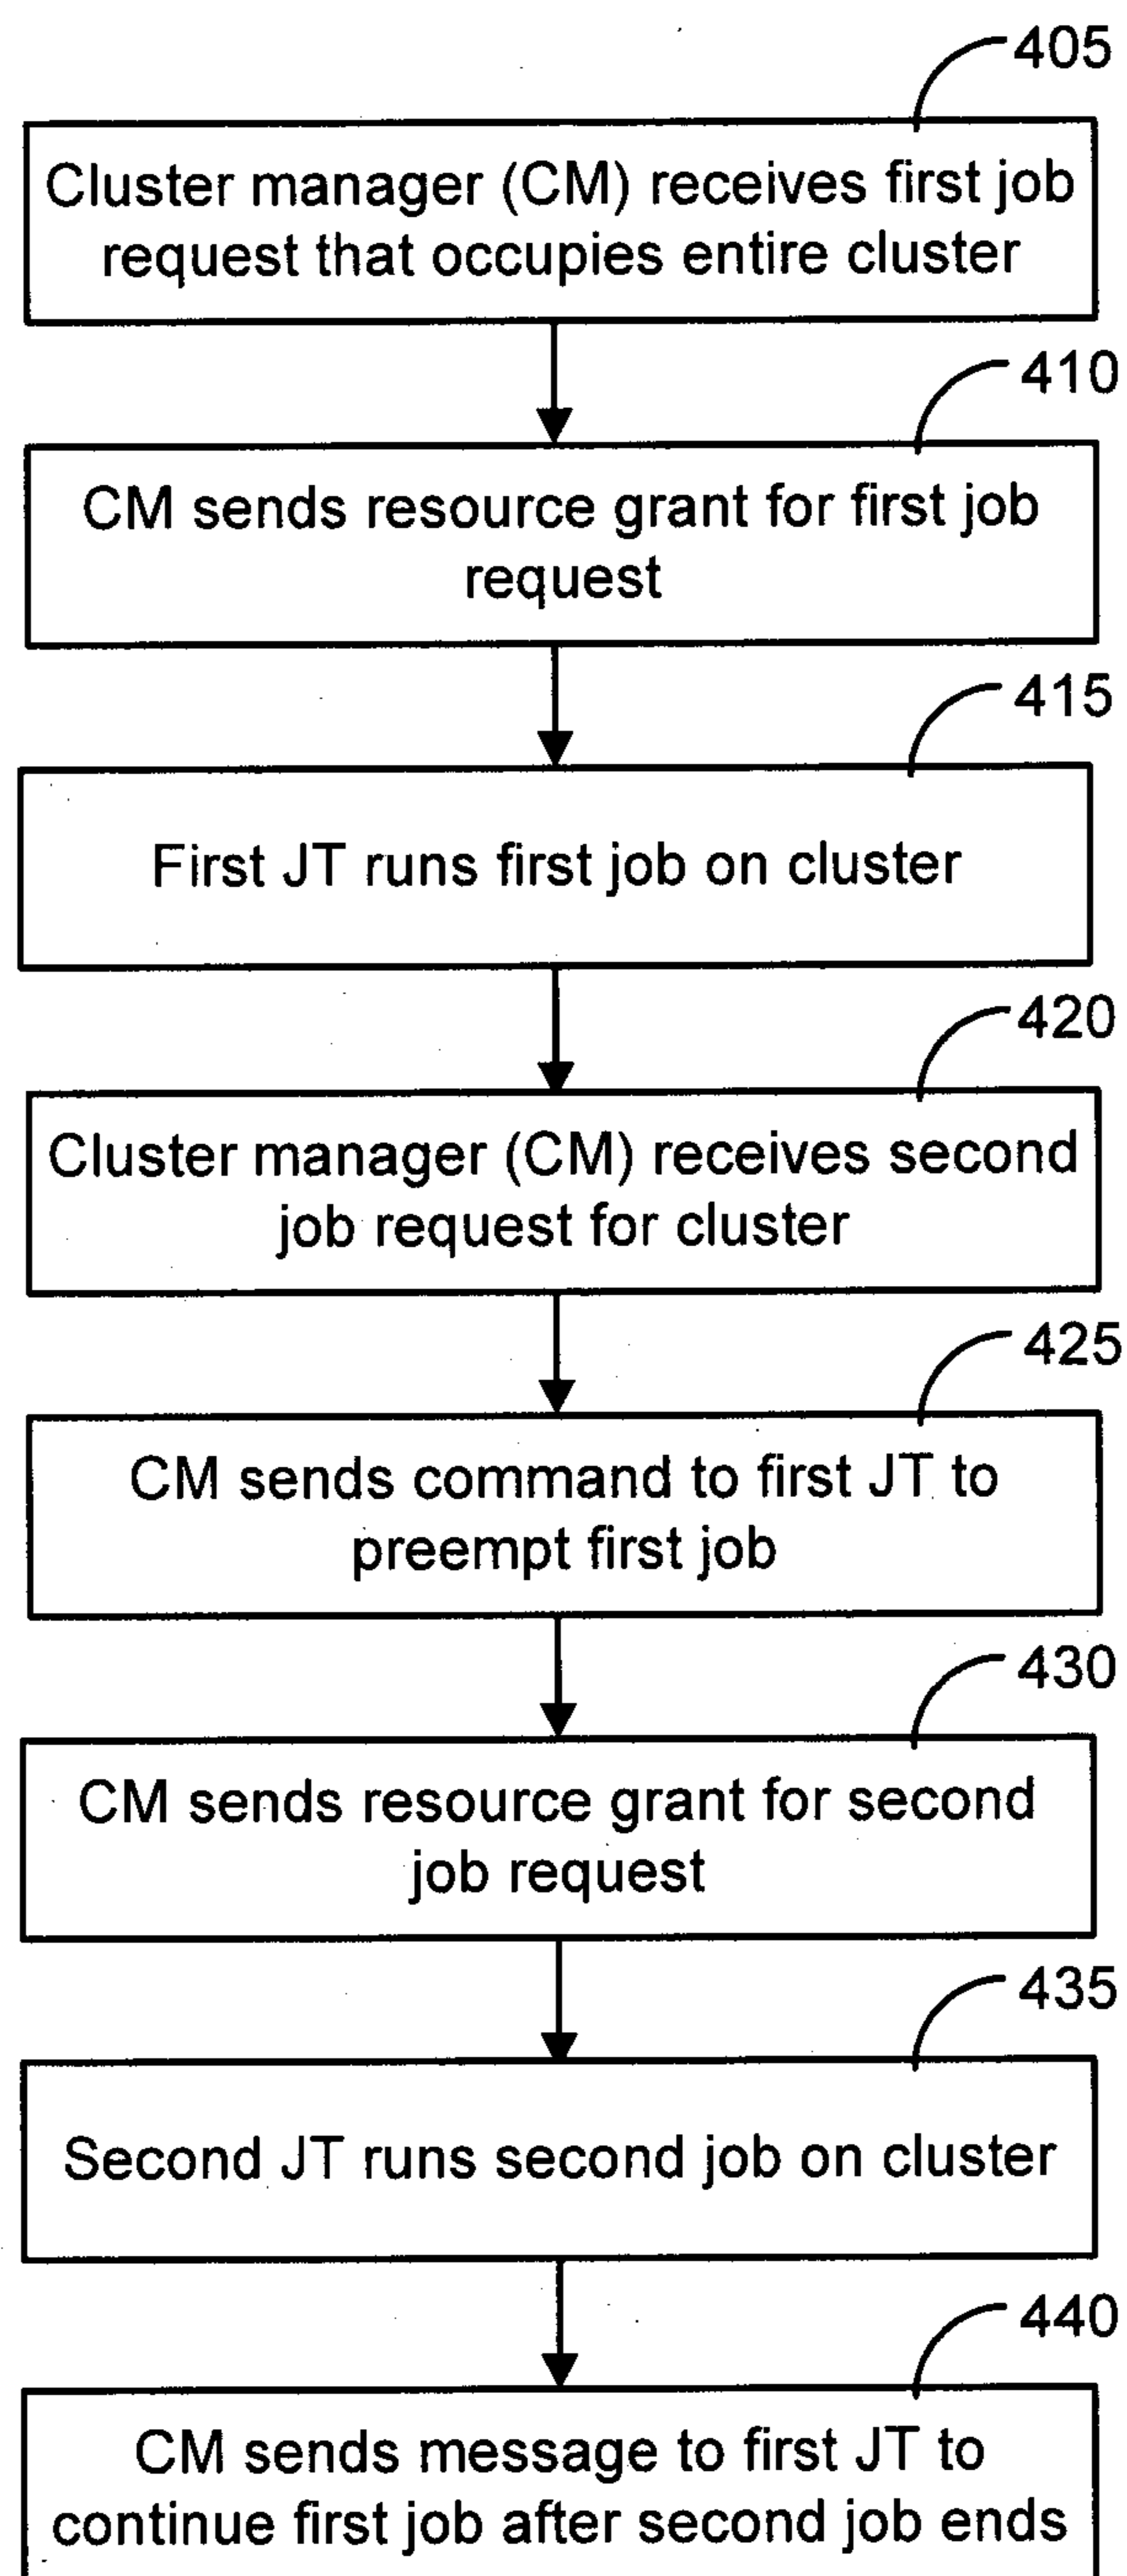 405
Cluster manager (CM) receives first job
request that occupies entire cluster
410
CM sends resource grant for first job
request
415
First JT runs first job on cluster
420
Cluster manager (CM) receives second
job request for cluster
425
CM sends command to first JT to
preempt first job
430
CM sends resource grant for second
job request
435
Second JT runs second job on cluster
440
CM sends message to first JT to
continue first job after second job ends